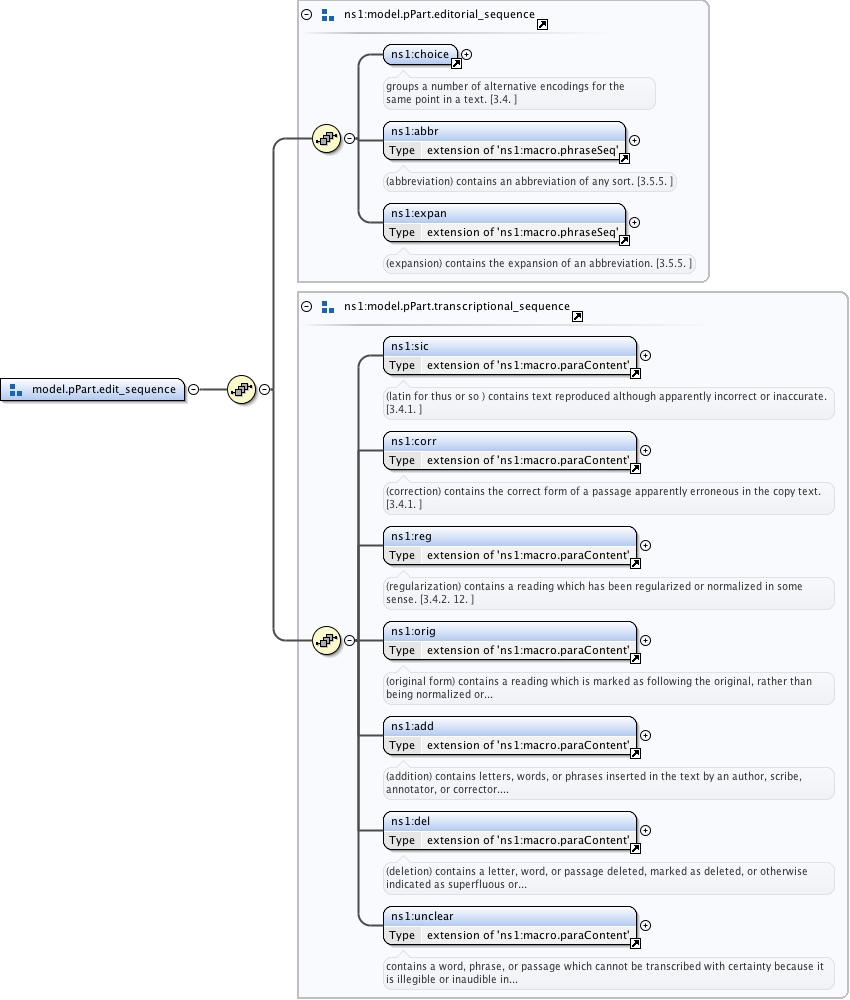 ns1:model.pPart.editorial_sequence
ns1:choice
groups a number of alternative encodings for the
same point in a text. [3.4. ]
ns1:abbr
Type extension of 'ns1:macro.phraseSeq'
(abbreviation) contains an abbreviation of any sort. [3.5.5. ]
ns1:expan
Type extension of 'ns1:macro.phraseSeq'
(expansion) contains the expansion of an abbreviation. [3.5.5. ]
model.pPart.edit_sequence
ns1:model.pPart.transcriptional_sequence
ns1:sic
Type extension of 'ns1:macro.paraContent'
(latin for thus or so ) contains text reproduced although apparently incorrect or inaccurate.
[3.4.1. ]
ns1:corr
Type extension of 'ns1:macro.paraContent'
(correction) contains the correct form of a passage apparently erroneous in the copy text.
[3.4.1. ]
ns1:reg
Type extension of 'ns1:macro.paraContent'
(regularization) contains a reading which has been regularized or normalized in some
sense. [3.4.2. 12. ]
ns1:orig
Type extension of 'ns1:macro.paraContent'
(original form) contains a reading which is marked as following the original, rather than
being normalized or...
ns1:add
Type extension of 'ns1:macro.paraContent'
(addition) contains letters, words, or phrases inserted in the text by an author, scribe,
annotator, or corrector....
ns1:del
Type extension of 'ns1:macro.paraContent'
(deletion) contains a letter, word, or passage deleted, marked as deleted, or otherwise
indicated as superfluous or...
ns1:unclear
Type extension of 'ns1:macro.paraContent'
contains a word, phrase, or passage which cannot be transcribed with certainty because it
is illegible or inaudible in...